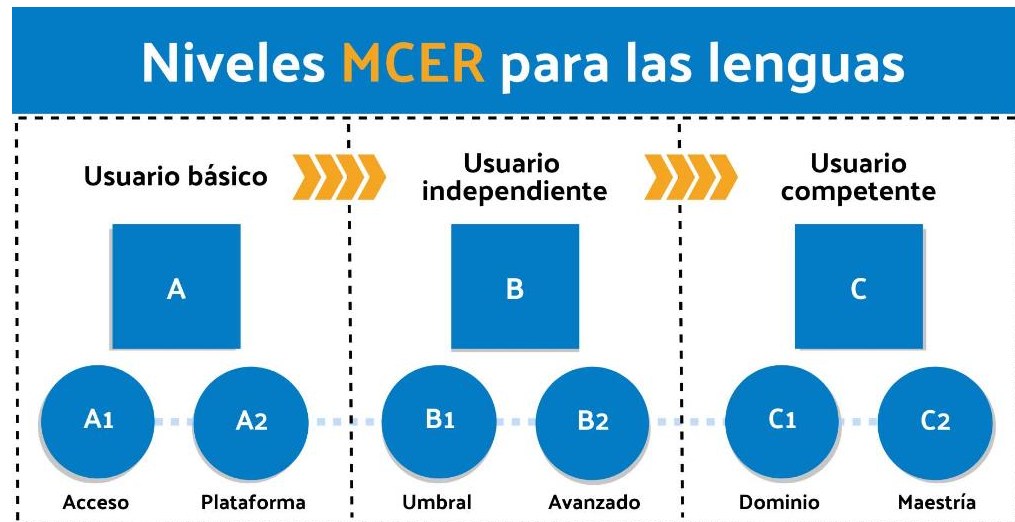 Niveles MCER para las lenguas
Usuario básico
Usuario
independiente
Usuario
competente
A
B
C
A1
A2
B1
B2
C1
C2
Acceso
Plataforma
Umbral
Avanzado
Dominio
Maestría